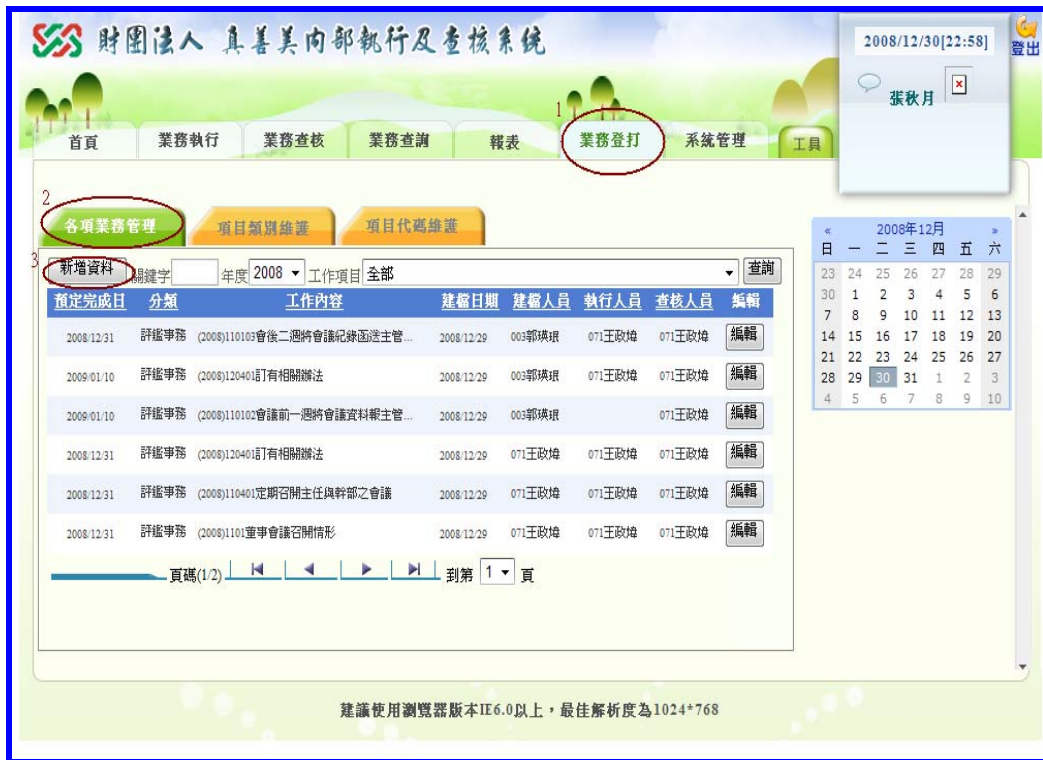 財團法人 真善美內部執行及查核系統
2008/12/30[22:58]
登出
張秋月
1
首頁 業務執行 業務查核 業務查詢 報表 業務登打 系統管理 工具
2
各項業務管理 項目類別維護 項目代碼維護
3
新增資料 關鍵字 年度 2008 工作項目 全部 查詢
預定完成日 分類 工作內容 建檔日期 建檔人員 執行人員 查核人員 編輯
2008/12/31 評鑑事務 (2008)110103會後二週將會議紀錄函送主管... 2008/12/29 003郭瑛珢 071王政煒 071王政煒 編輯
2009/01/10 評鑑事務 (2008)120401訂有相關辦法 2008/12/29 003郭瑛珢 071王政煒 071王政煒 編輯
2009/01/10 評鑑事務 (2008)110102會議前一週將會議資料報主管... 2008/12/29 003郭瑛珢 071王政煒 編輯
2008/12/31 評鑑事務 (2008)120401訂有相關辦法 2008/12/29 071王政煒 071王政煒 071王政煒 編輯
2008/12/31 評鑑事務 (2008)110401定期召開主任與幹部之會議 2008/12/29 071王政煒 071王政煒 071王政煒 編輯
2008/12/31 評鑑事務 (2008)1101董事會議召開情形 2008/12/29 071王政煒 071王政煒 071王政煒 編輯
頁碼(1/2) 到第 1 頁
« 2008年12月 »
日 一 二 三 四 五 六
23 24 25 26 27 28 29
30 1 2 3 4 5 6
7 8 9 10 11 12 13
14 15 16 17 18 19 20
21 22 23 24 25 26 27
28 29 30 31 1 2 3
4 5 6 7 8 9 10
建議使用瀏覽器版本IE6.0以上，最佳解析度為1024*768